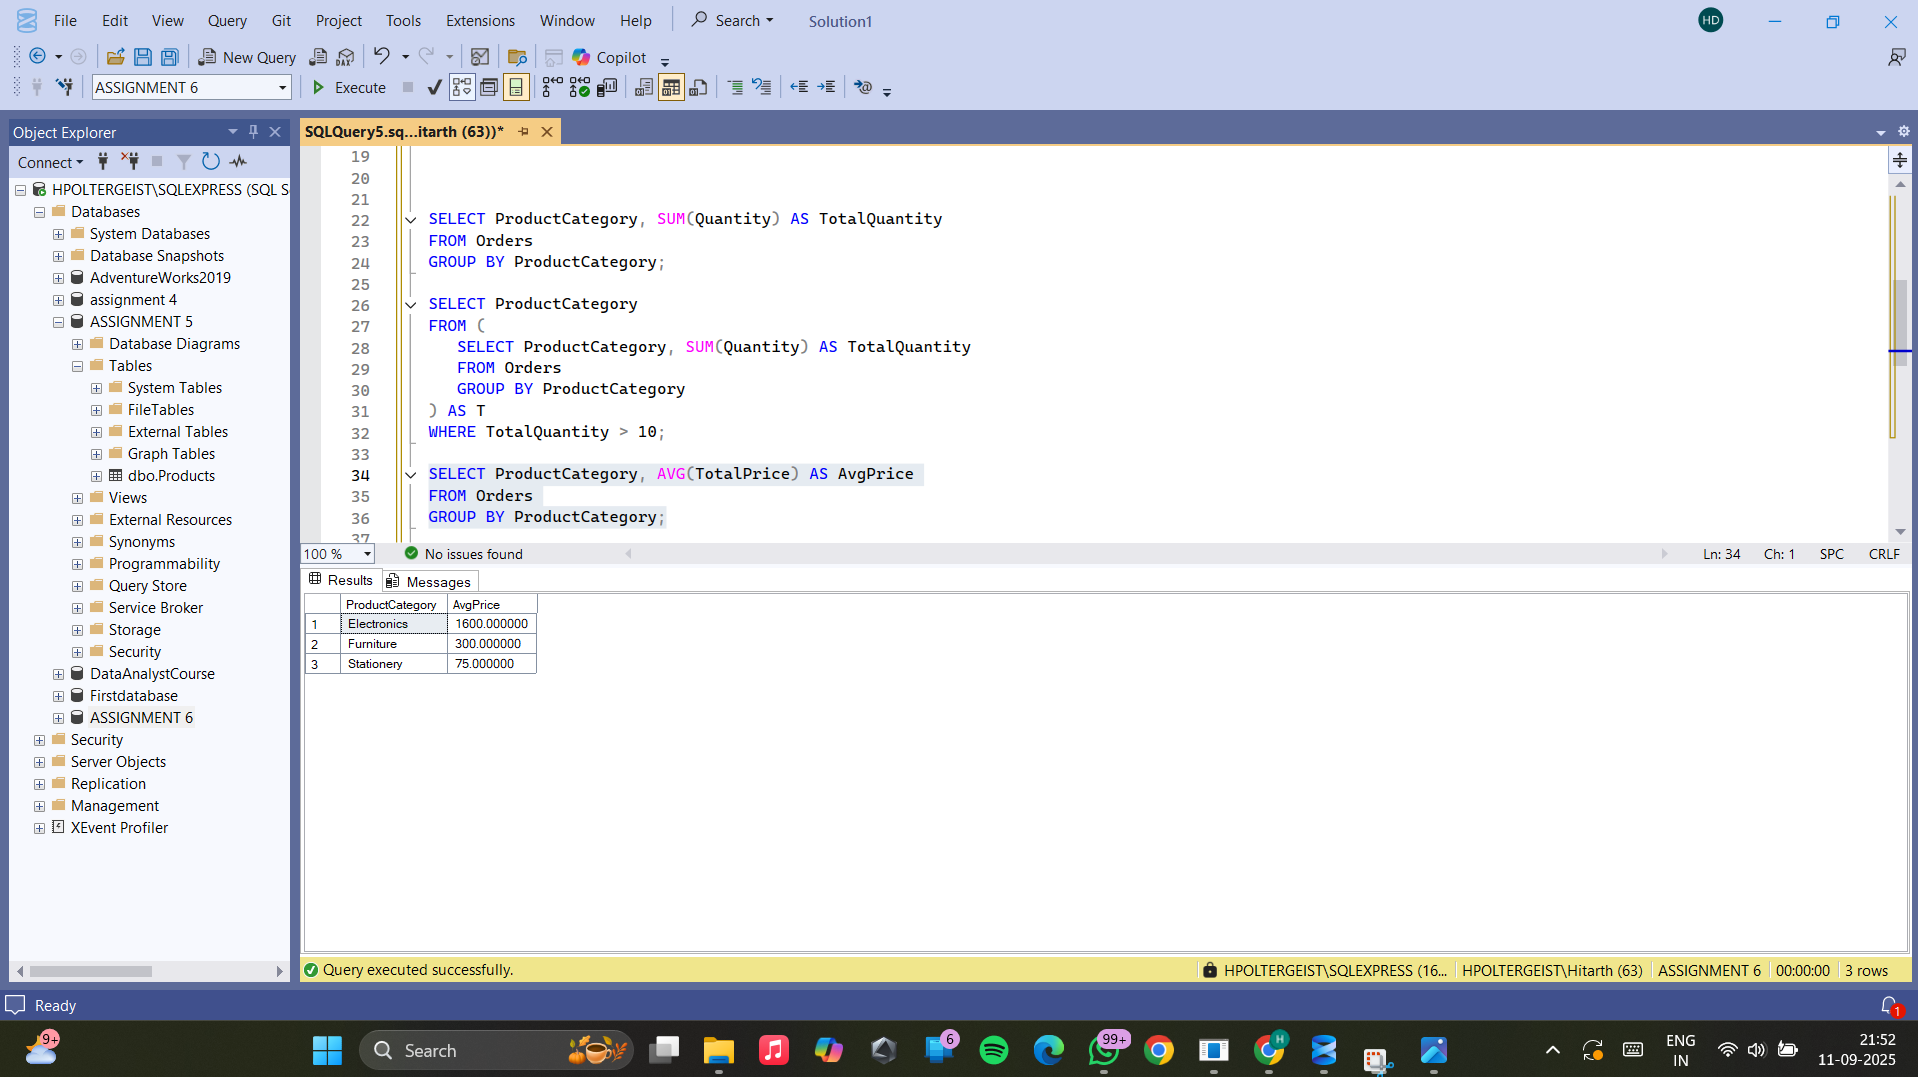 File Edit View Query Git Project Tools Extensions Window Help Search Solution1 HD
New Query DAX Copilot
ASSIGNMENT 6 Execute
Object Explorer
Connect
HPOLTERGEIST\SQLEXPRESS (SQL S
Databases
System Databases
Database Snapshots
AdventureWorks2019
assignment 4
ASSIGNMENT 5
Database Diagrams
Tables
System Tables
FileTables
External Tables
Graph Tables
dbo.Products
Views
External Resources
Synonyms
Programmability
Query Store
Service Broker
Storage
Security
DataAnalystCourse
Firstdatabase
ASSIGNMENT 6
Security
Server Objects
Replication
Management
XEvent Profiler
SQLQuery5.sq...itarth (63))*
19
20
21
22 SELECT ProductCategory, SUM(Quantity) AS TotalQuantity
23 FROM Orders
24 GROUP BY ProductCategory;
25
26 SELECT ProductCategory
27 FROM (
28 SELECT ProductCategory, SUM(Quantity) AS TotalQuantity
29 FROM Orders
30 GROUP BY ProductCategory
31 ) AS T
32 WHERE TotalQuantity > 10;
33
34 SELECT ProductCategory, AVG(TotalPrice) AS AvgPrice
35 FROM Orders
36 GROUP BY ProductCategory;
37
100 % No issues found Ln: 34 Ch: 1 SPC CRLF
Results Messages
ProductCategory AvgPrice
1 Electronics 1600.000000
2 Furniture 300.000000
3 Stationery 75.000000
Query executed successfully. HPOLTERGEIST\SQLEXPRESS (16... HPOLTERGEIST\Hitarth (63) ASSIGNMENT 6 00:00:00 3 rows
Ready 1
9+ Search 6 99+ H ENG 21:52
IN 11-09-2025